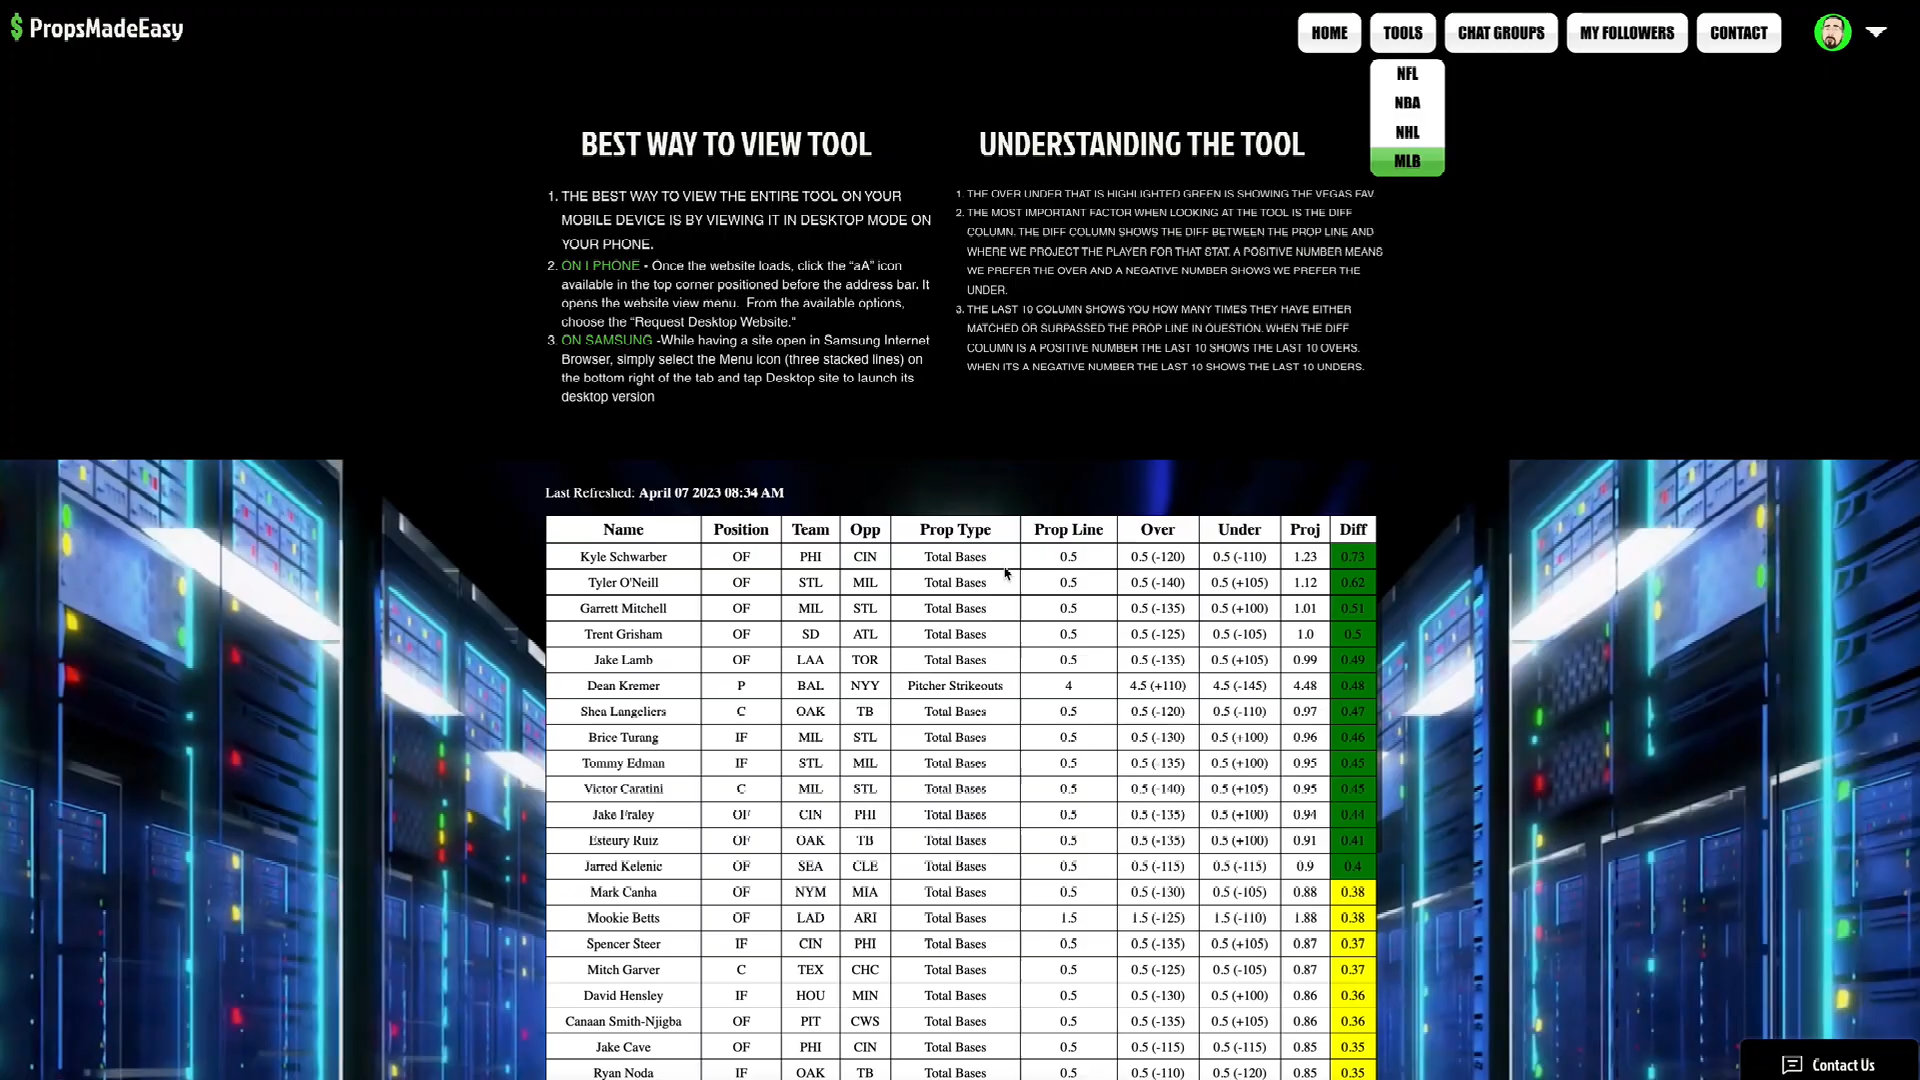 $ PropsMadeEasy
HOME TOOLS CHAT GROUPS MY FOLLOWERS CONTACT
NFL
NBA
NHL
MLB
BEST WAY TO VIEW TOOL
1. THE BEST WAY TO VIEW THE ENTIRE TOOL ON YOUR
MOBILE DEVICE IS BY VIEWING IT IN DESKTOP MODE ON
YOUR PHONE.
2. ON I PHONE - Once the website loads, click the “aA” icon
available in the top corner positioned before the address bar. It
opens the website view menu. From the available options,
choose the “Request Desktop Website.”
3. ON SAMSUNG -While having a site open in Samsung Internet
Browser, simply select the Menu icon (three stacked lines) on
the bottom right of the tab and tap Desktop site to launch its
desktop version
UNDERSTANDING THE TOOL
1. THE OVER UNDER THAT IS HIGHLIGHTED GREEN IS SHOWING THE VEGAS FAV.
2. THE MOST IMPORTANT FACTOR WHEN LOOKING AT THE TOOL IS THE DIFF
COLUMN. THE DIFF COLUMN SHOWS THE DIFF BETWEEN THE PROP LINE AND
WHERE WE PROJECT THE PLAYER FOR THAT STAT. A POSITIVE NUMBER MEANS
WE PREFER THE OVER AND A NEGATIVE NUMBER SHOWS WE PREFER THE
UNDER.
3. THE LAST 10 COLUMN SHOWS YOU HOW MANY TIMES THEY HAVE EITHER
MATCHED OR SURPASSED THE PROP LINE IN QUESTION. WHEN THE DIFF
COLUMN IS A POSITIVE NUMBER THE LAST 10 SHOWS THE LAST 10 OVERS.
WHEN ITS A NEGATIVE NUMBER THE LAST 10 SHOWS THE LAST 10 UNDERS.
Last Refreshed: April 07 2023 08:34 AM
Name Position Team Opp Prop Type Prop Line Over Under Proj Diff
Kyle Schwarber OF PHI CIN Total Bases 0.5 0.5 (-120) 0.5 (-110) 1.23 0.73
Tyler O'Neill OF STL MIL Total Bases 0.5 0.5 (-140) 0.5 (+105) 1.12 0.62
Garrett Mitchell OF MIL STL Total Bases 0.5 0.5 (-135) 0.5 (+100) 1.01 0.51
Trent Grisham OF SD ATL Total Bases 0.5 0.5 (-125) 0.5 (-105) 1.0 0.5
Jake Lamb OF LAA TOR Total Bases 0.5 0.5 (-135) 0.5 (+105) 0.99 0.49
Dean Kremer P BAL NYY Pitcher Strikeouts 4 4.5 (+110) 4.5 (-145) 4.48 0.48
Shea Langeliers C OAK TB Total Bases 0.5 0.5 (-120) 0.5 (-110) 0.97 0.47
Brice Turang IF MIL STL Total Bases 0.5 0.5 (-130) 0.5 (+100) 0.96 0.46
Tommy Edman IF STL MIL Total Bases 0.5 0.5 (-135) 0.5 (+100) 0.95 0.45
Victor Caratini C MIL STL Total Bases 0.5 0.5 (-140) 0.5 (+105) 0.95 0.45
Jake Fraley OF CIN PHI Total Bases 0.5 0.5 (-135) 0.5 (+100) 0.94 0.44
Esteury Ruiz OF OAK TB Total Bases 0.5 0.5 (-135) 0.5 (+100) 0.91 0.41
Jarred Kelenic OF SEA CLE Total Bases 0.5 0.5 (-115) 0.5 (-115) 0.9 0.4
Mark Canha OF NYM MIA Total Bases 0.5 0.5 (-130) 0.5 (-105) 0.88 0.38
Mookie Betts OF LAD ARI Total Bases 1.5 1.5 (-125) 1.5 (-110) 1.88 0.38
Spencer Steer IF CIN PHI Total Bases 0.5 0.5 (-135) 0.5 (+105) 0.87 0.37
Mitch Garver C TEX CHC Total Bases 0.5 0.5 (-125) 0.5 (-105) 0.87 0.37
David Hensley IF HOU MIN Total Bases 0.5 0.5 (-130) 0.5 (+100) 0.86 0.36
Canaan Smith-Njigba OF PIT CWS Total Bases 0.5 0.5 (-135) 0.5 (+105) 0.86 0.36
Jake Cave OF PHI CIN Total Bases 0.5 0.5 (-115) 0.5 (-115) 0.85 0.35
Ryan Noda IF OAK TB Total Bases 0.5 0.5 (-110) 0.5 (-120) 0.85 0.35
Contact Us